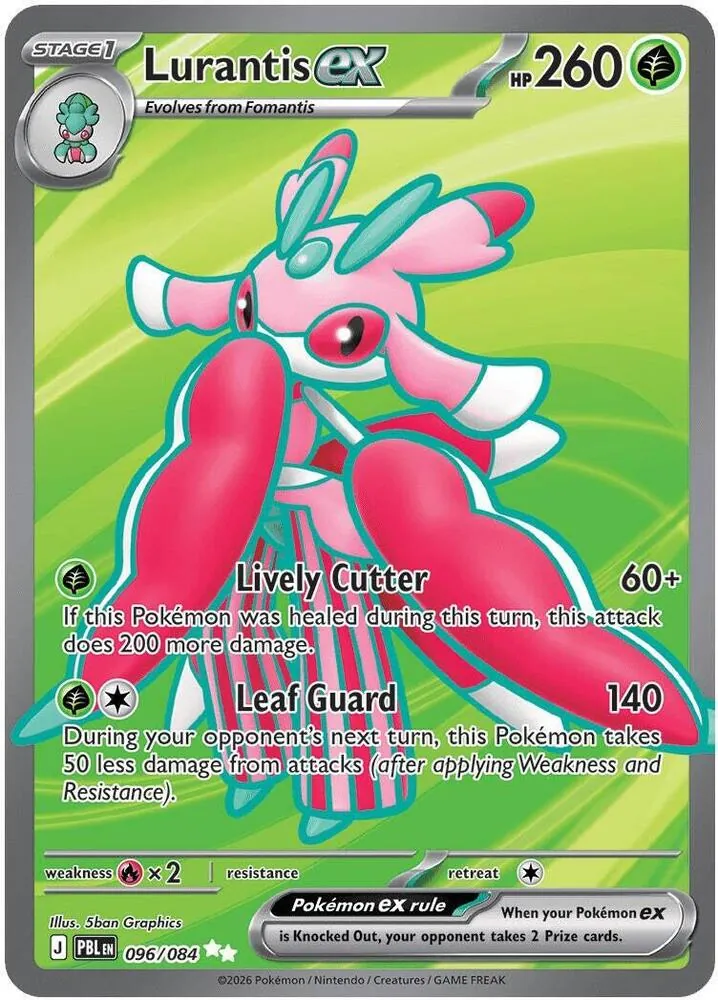 STAGE 1
Lurantis ex
HP 260
Evolves from Fomantis
Lively Cutter 60+
If this Pokémon was healed during this turn, this attack
does 200 more damage.
Leaf Guard 140
During your opponent's next turn, this Pokémon takes
50 less damage from attacks (after applying Weakness and
Resistance).
weakness ×2 resistance retreat
Pokémon ex rule
When your Pokémon ex
is Knocked Out, your opponent takes 2 Prize cards.
Illus. 5ban Graphics
J PBL EN 096/084
©2026 Pokémon / Nintendo / Creatures / GAME FREAK